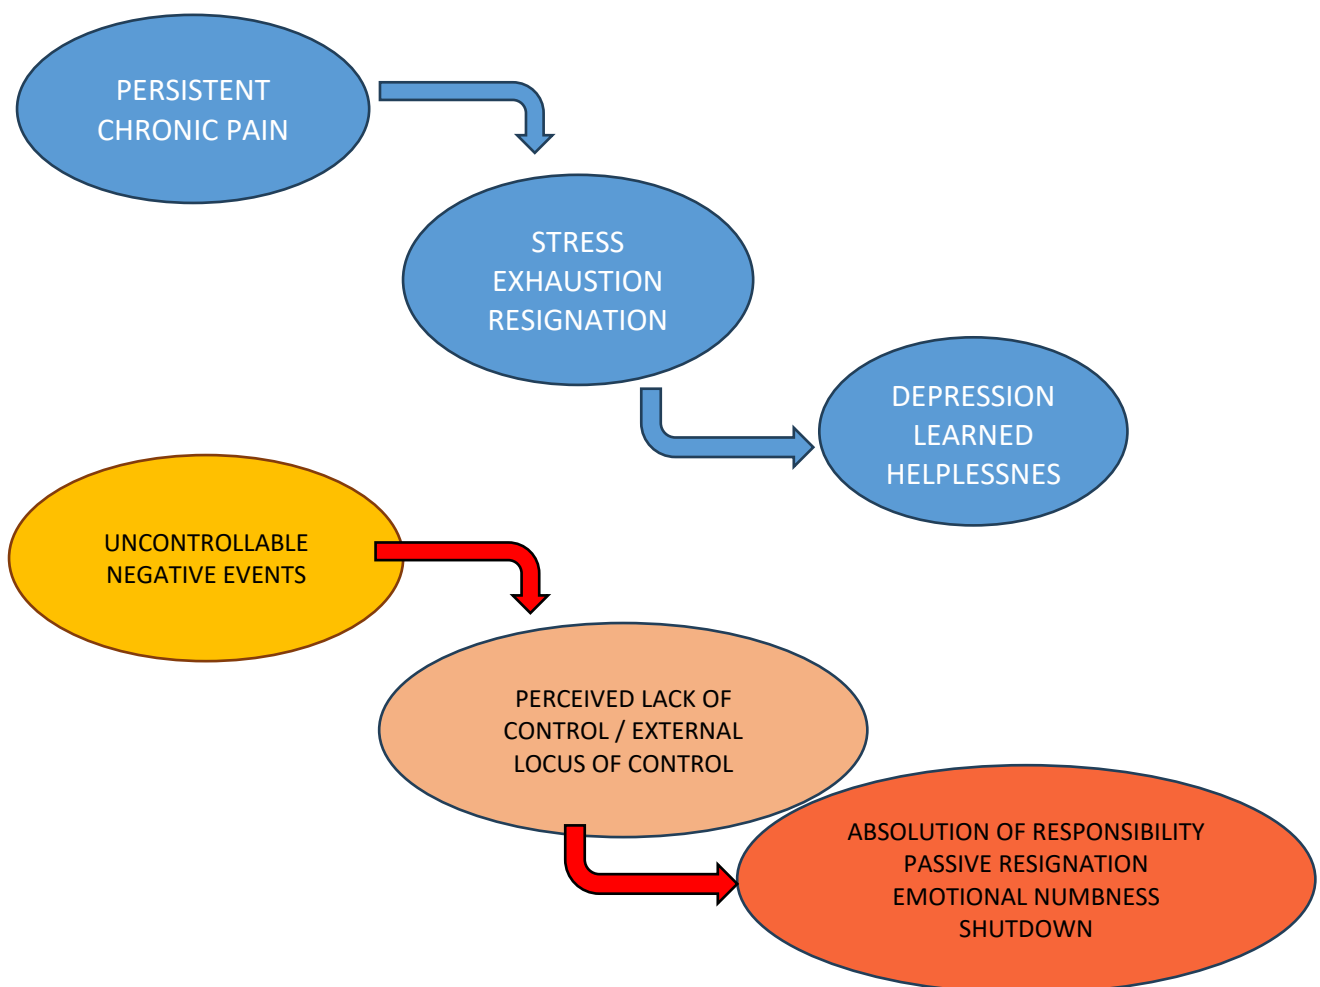 PERSISTENT
CHRONIC PAIN
STRESS
EXHAUSTION
RESIGNATION
DEPRESSION
LEARNED
HELPLESSNES
UNCONTROLLABLE
NEGATIVE EVENTS
PERCEIVED LACK OF
CONTROL / EXTERNAL
LOCUS OF CONTROL
ABSOLUTION OF RESPONSIBILITY
PASSIVE RESIGNATION
EMOTIONAL NUMBNESS
SHUTDOWN